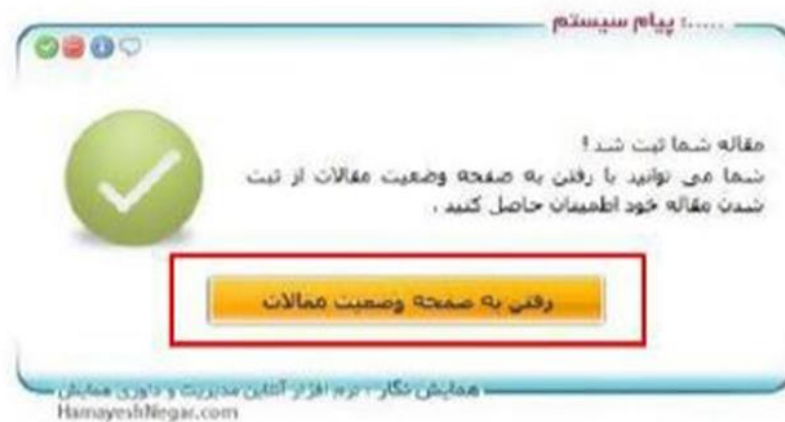 .....: پیام سیستم
مقاله شما ثبت شد !
شما می توانید با رفتن به صفحه وضعیت مقالات از ثبت
شدن مقاله خود اطمینان حاصل کنید .
رفتن به صفحه وضعیت مقالات
همایش نگار : نرم افزار آنلاین مدیریت و داوری همایش
HamayeshNegar.com